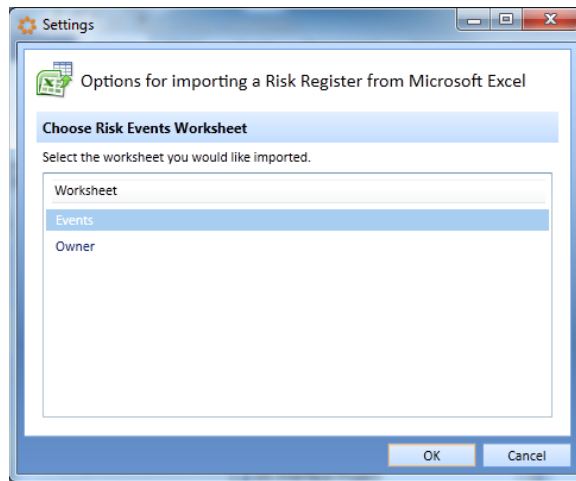 Settings
Options for importing a Risk Register from Microsoft Excel
Choose Risk Events Worksheet
Select the worksheet you would like imported.
Worksheet
Events
Owner
OK Cancel